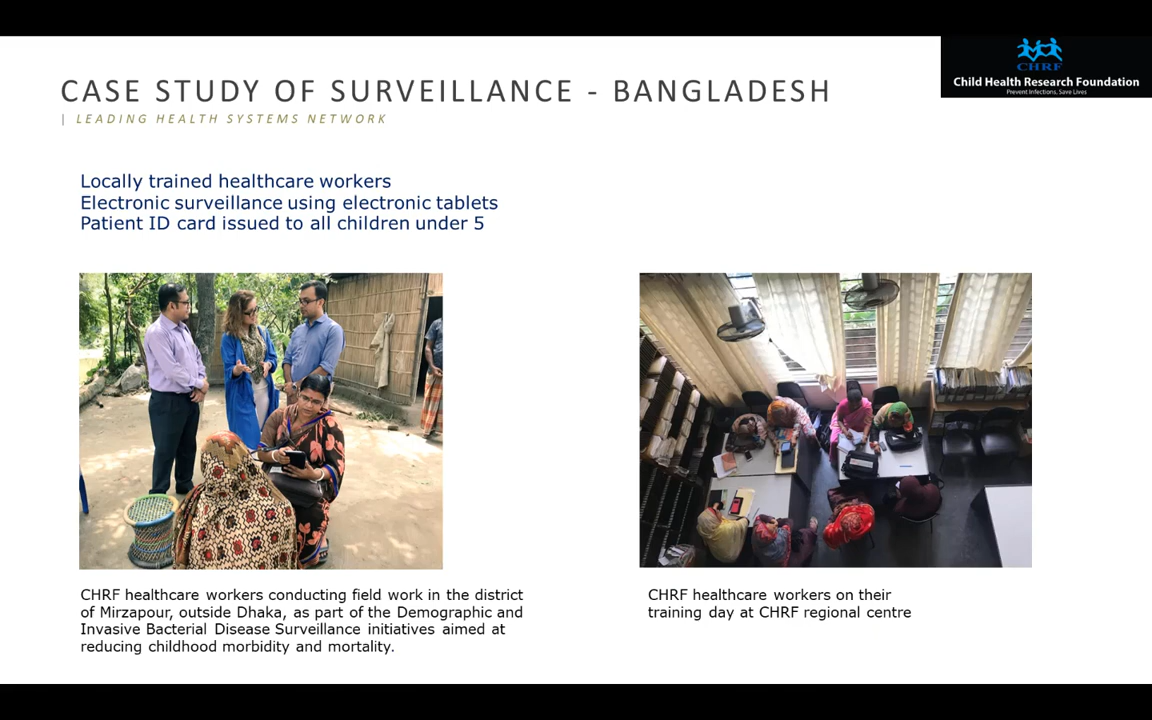 CHRF
Child Health Research Foundation
Prevent Infections, Save Lives
CASE STUDY OF SURVEILLANCE - BANGLADESH
| LEADING HEALTH SYSTEMS NETWORK
Locally trained healthcare workers
Electronic surveillance using electronic tablets
Patient ID card issued to all children under 5
CHRF healthcare workers conducting field work in the district
of Mirzapour, outside Dhaka, as part of the Demographic and
Invasive Bacterial Disease Surveillance initiatives aimed at
reducing childhood morbidity and mortality.
CHRF healthcare workers on their
training day at CHRF regional centre